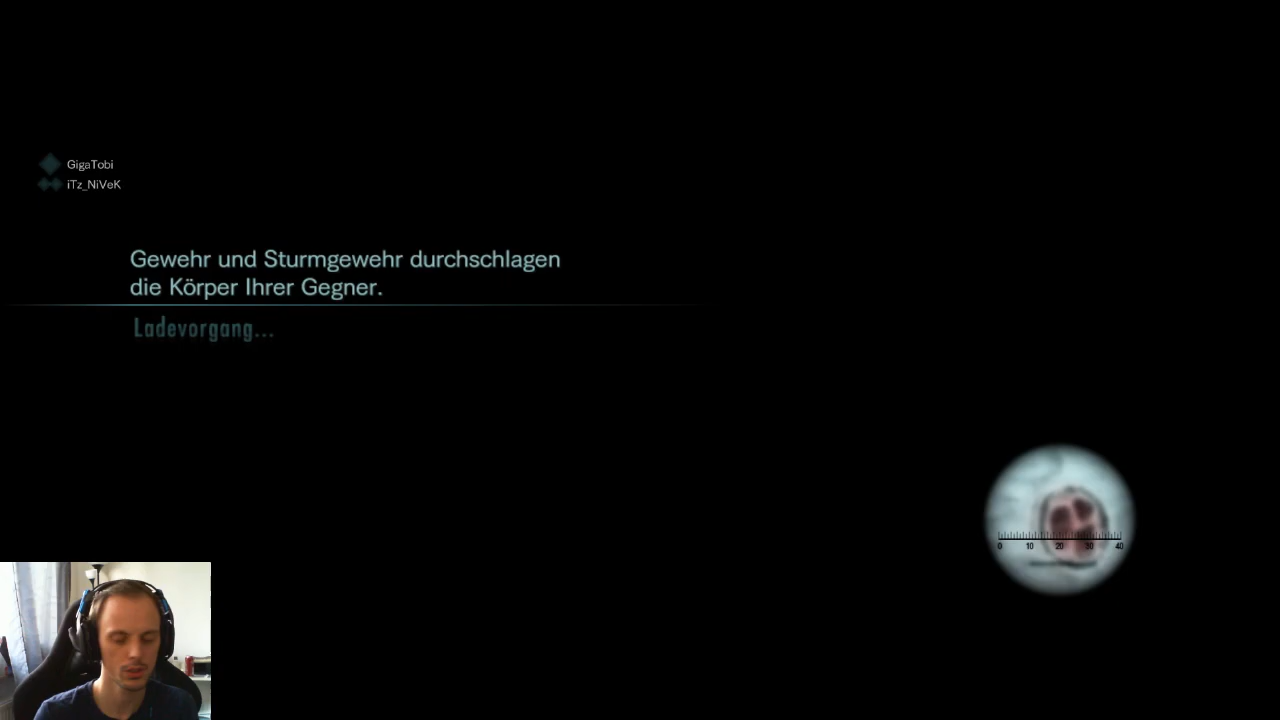 GigaTobi
iTz_NiVeK
Gewehr und Sturmgewehr durchschlagen
die Körper Ihrer Gegner.
Ladevorgang...
0 10 20 30 40